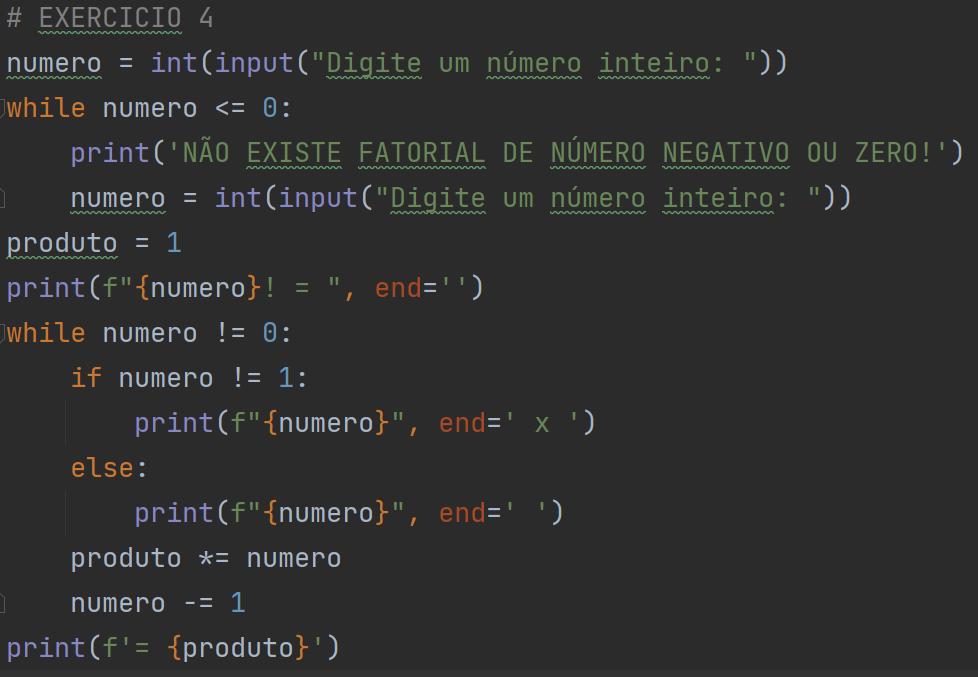 # EXERCICIO 4
numero = int(input("Digite um número inteiro: "))
while numero <= 0:
    print('NÃO EXISTE FATORIAL DE NÚMERO NEGATIVO OU ZERO!')
    numero = int(input("Digite um número inteiro: "))
produto = 1
print(f"{numero}! = ", end='')
while numero != 0:
    if numero != 1:
        print(f"{numero}", end=' x ')
    else:
        print(f"{numero}", end=' ')
    produto *= numero
    numero -= 1
print(f'= {produto}')